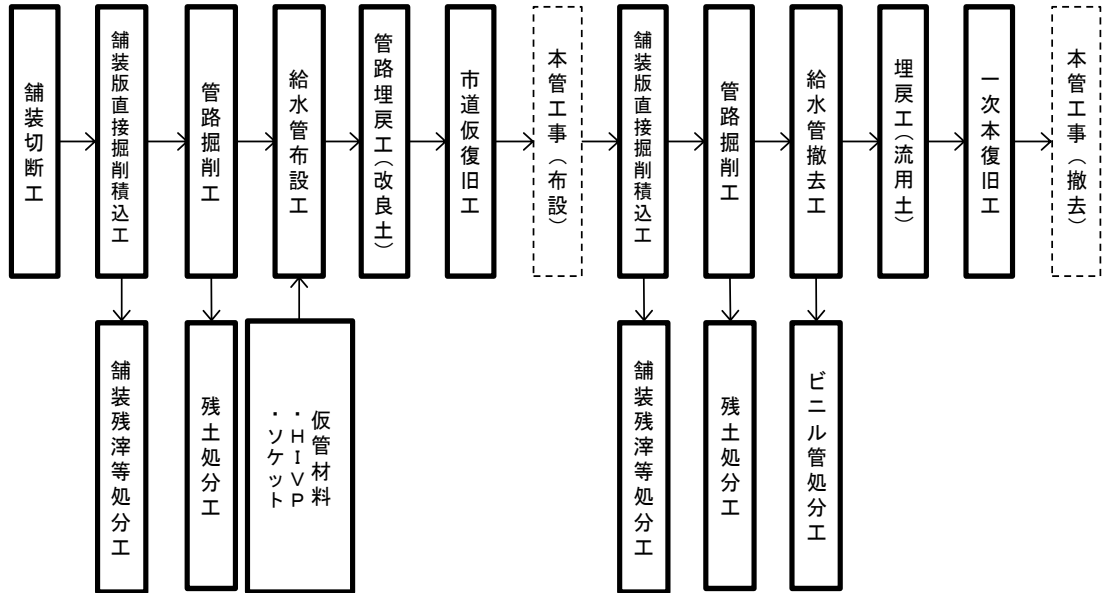 舗装切断工
舗装版直接掘削積込工
管路掘削工
給水管布設工
管路埋戻工（改良土）
市道仮復旧工
本管工事（布設）
舗装版直接掘削積込工
管路掘削工
給水管撤去工
埋戻工（流用土）
一次本復旧工
本管工事（撤去）
舗装残滓等処分工
残土処分工
仮管材料
・HIVP
・ソケット
舗装残滓等処分工
残土処分工
ビニル管処分工